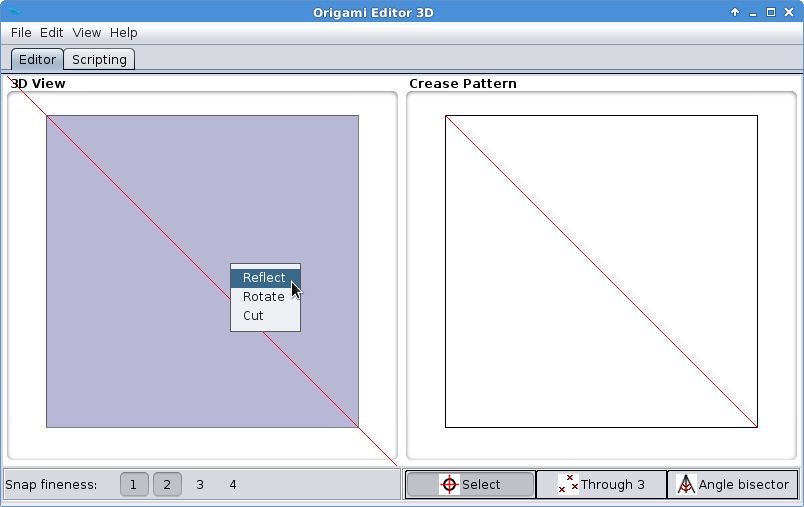 Origami Editor 3D
File Edit View Help
Editor Scripting
3D View
Crease Pattern
Reflect
Rotate
Cut
Snap fineness: 1 2 3 4
Select Through 3 Angle bisector